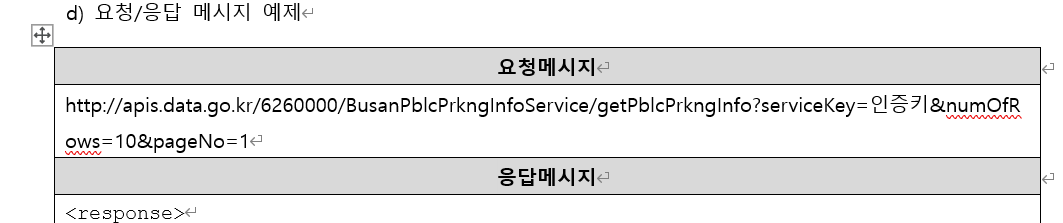 d) 요청/응답 메시지 예제
요청메시지
http://apis.data.go.kr/6260000/BusanPblcPrkngInfoService/getPblcPrkngInfo?serviceKey=인증키&numOfR
ows=10&pageNo=1
응답메시지
<response>